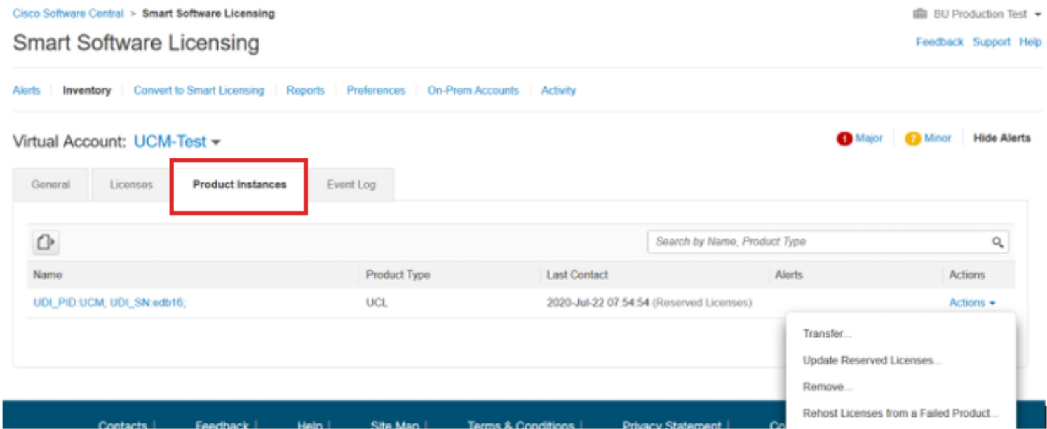 Cisco Software Central > Smart Software Licensing
BU Production Test
Smart Software Licensing
Feedback Support Help
Alerts Inventory Convert to Smart Licensing Reports Preferences On-Prem Accounts Activity
Virtual Account: UCM-Test
1 Major 7 Minor Hide Alerts
General Licenses Product Instances Event Log
Search by Name, Product Type
Name Product Type Last Contact Alerts Actions
UDI_PID:UCM; UDI_SN:edb16; UCL 2020-Jul-22 07:54:54 (Reserved Licenses) Actions
Transfer...
Update Reserved Licenses...
Remove...
Rehost Licenses from a Failed Product...
Contacts | Feedback | Help | Site Map | Terms & Conditions | Privacy Statement | Co